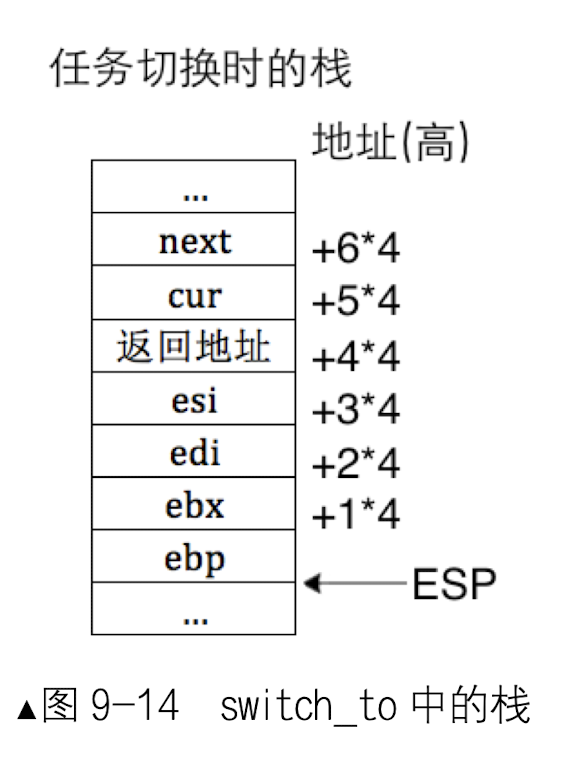 任务切换时的栈
地址(高)
...
next +6*4
cur +5*4
返回地址 +4*4
esi +3*4
edi +2*4
ebx +1*4
ebp
ESP
...
▲图 9-14 switch_to 中的栈